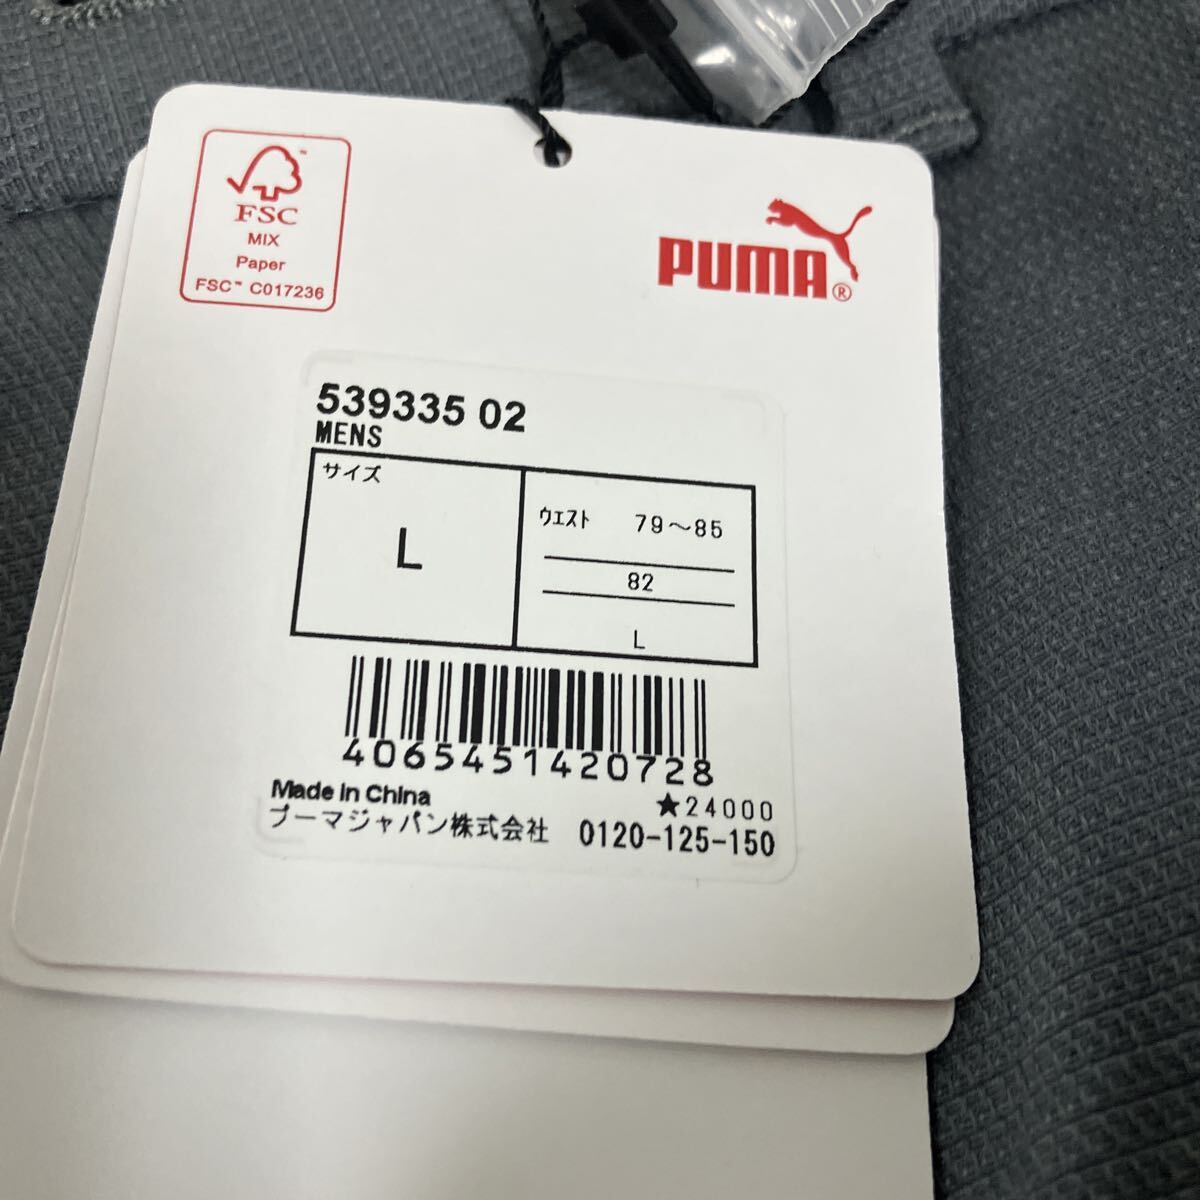 FSC™
MIX
Paper
FSC™ C017236
PUMA®
539335 02
MENS
サイズ
L
ウエスト 79～85
82
L
4065451420728
Made in China
★24000
プーマジャパン株式会社 0120-125-150